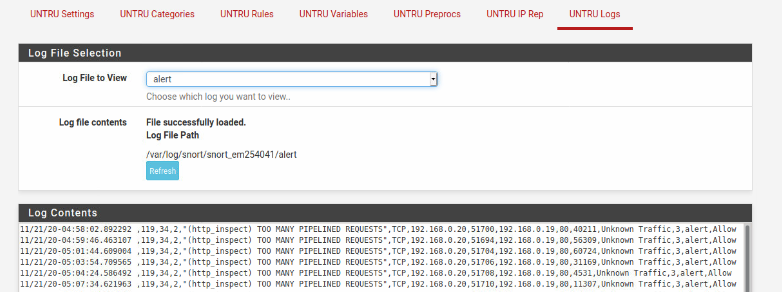 UNTRU Settings UNTRU Categories UNTRU Rules UNTRU Variables UNTRU Preprocs UNTRU IP Rep UNTRU Logs
Log File Selection
Log File to View alert
Choose which log you want to view..
Log file contents File successfully loaded.
Log File Path
/var/log/snort/snort_em254041/alert
Refresh
Log Contents
11/21/20-04:58:02.892292 ,119,34,2,"(http_inspect) TOO MANY PIPELINED REQUESTS",TCP,192.168.0.20,51700,192.168.0.19,80,40211,Unknown Traffic,3,alert,Allow
11/21/20-04:59:46.463107 ,119,34,2,"(http_inspect) TOO MANY PIPELINED REQUESTS",TCP,192.168.0.20,51694,192.168.0.19,80,56309,Unknown Traffic,3,alert,Allow
11/21/20-05:01:44.609004 ,119,34,2,"(http_inspect) TOO MANY PIPELINED REQUESTS",TCP,192.168.0.20,51704,192.168.0.19,80,60724,Unknown Traffic,3,alert,Allow
11/21/20-05:03:54.709565 ,119,34,2,"(http_inspect) TOO MANY PIPELINED REQUESTS",TCP,192.168.0.20,51706,192.168.0.19,80,31169,Unknown Traffic,3,alert,Allow
11/21/20-05:04:24.586492 ,119,34,2,"(http_inspect) TOO MANY PIPELINED REQUESTS",TCP,192.168.0.20,51708,192.168.0.19,80,4531,Unknown Traffic,3,alert,Allow
11/21/20-05:07:34.621963 ,119,34,2,"(http_inspect) TOO MANY PIPELINED REQUESTS",TCP,192.168.0.20,51710,192.168.0.19,80,11307,Unknown Traffic,3,alert,Allow